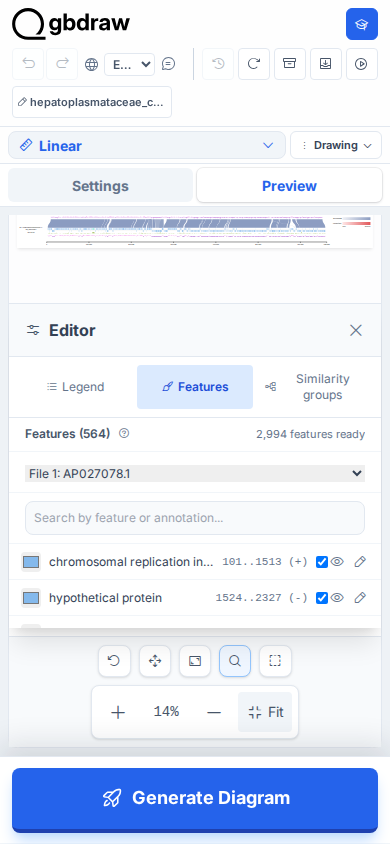 gbdraw
E...
hepatoplasmataceae_c...
Linear
Drawing
Settings
Preview
Editor
Legend
Features
Similarity
groups
Features (564)
2,994 features ready
File 1: AP027078.1
Search by feature or annotation...
chromosomal replication in... 101..1513 (+)
hypothetical protein 1524..2327 (-)
14%
Fit
Generate Diagram